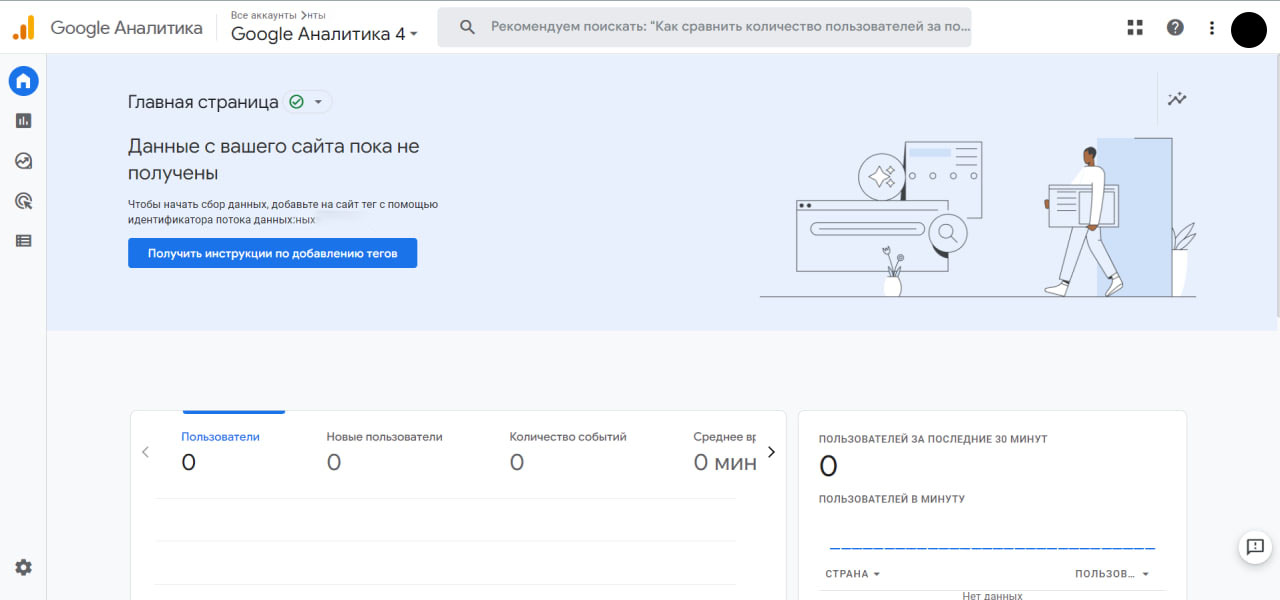 Google Аналитика
Все аккаунты >нты
Google Аналитика 4
Рекомендуем поискать: "Как сравнить количество пользователей за по...
Главная страница
Данные с вашего сайта пока не
получены
Чтобы начать сбор данных, добавьте на сайт тег с помощью
идентификатора потока данных:ных
Получить инструкции по добавлению тегов
Пользователи
0
Новые пользователи
0
Количество событий
0
Среднее вр
0 мин
ПОЛЬЗОВАТЕЛЕЙ ЗА ПОСЛЕДНИЕ 30 МИНУТ
0
ПОЛЬЗОВАТЕЛЕЙ В МИНУТУ
СТРАНА
ПОЛЬЗОВ...
Нет данных